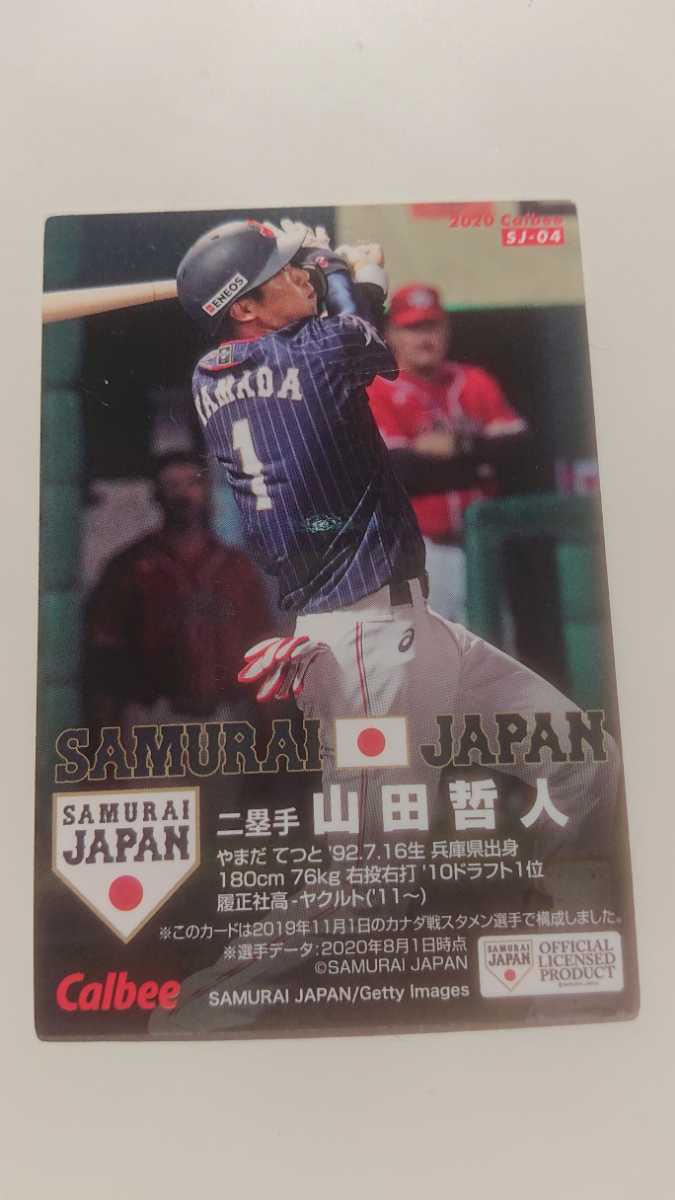 2020 Calbee
SJ-04
ENEOS
YAMADA
1
SAMURAI JAPAN
SAMURAI
JAPAN
二塁手 山田哲人
やまだ てつと '92.7.16生 兵庫県出身
180cm 76kg 右投右打 '10ドラフト1位
履正社高-ヤクルト('11〜)
※このカードは2019年11月1日のカナダ戦スタメン選手で構成しました。
※選手データ:2020年8月1日時点
©SAMURAI JAPAN
Calbee
SAMURAI JAPAN/Getty Images
SAMURAI
JAPAN
OFFICIAL
LICENSED
PRODUCT